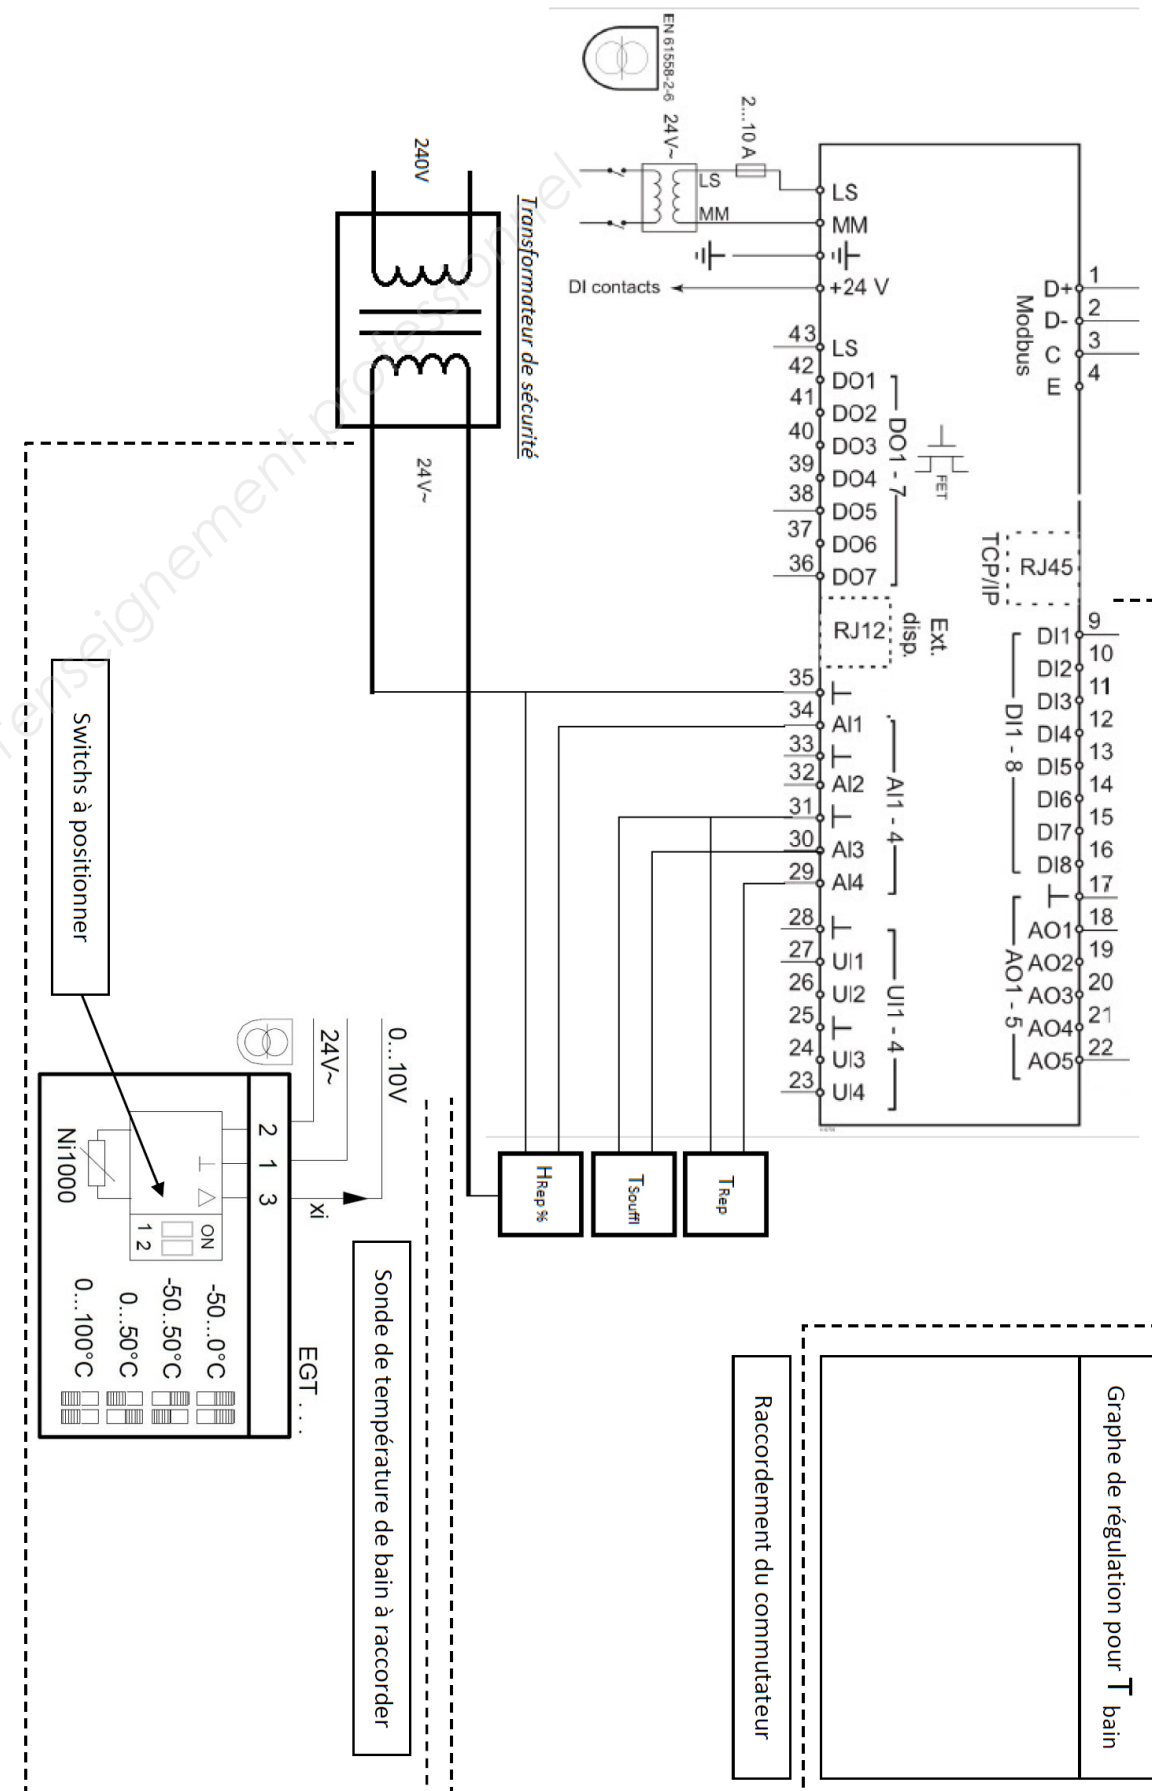 EN 61558-2-6
24V~
2...10 A
LS
MM
LS
MM
+24 V
DI contacts
43
LS
42
DO1
41
DO2
40
DO3
39
DO4
38
DO5
37
DO6
36
DO7
DO1 - 7
FET
RJ12
Ext.
disp.
35
34
AI1
33
32
AI2
31
30
AI3
29
AI4
AI1 - 4
28
27
UI1
26
UI2
25
24
UI3
23
UI4
UI1 - 4
1
D+
2
D-
3
C
4
E
Modbus
RJ45
TCP/IP
9
DI1
10
DI2
11
DI3
12
DI4
13
DI5
14
DI6
15
DI7
16
DI8
DI1 - 8
17
18
AO1
19
AO2
20
AO3
21
AO4
22
AO5
AO1 - 5
240V
Transformateur de sécurité
24V~
HRep %
TSouffl
TRep
Switchs à positionner
0...10V
24V~
2
1
3
xi
Ni1000
ON
1 2
-50...0°C
-50...50°C
0...50°C
0...100°C
EGT . . .
Sonde de température de bain à raccorder
Raccordement du commutateur
Graphe de régulation pour T bain
enseignement professionnel